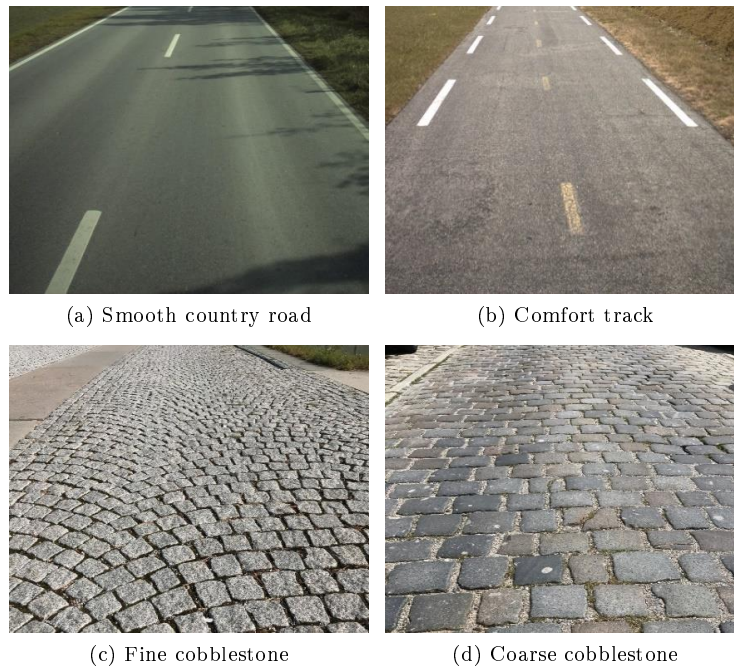 (a) Smooth country road
(b) Comfort track
(c) Fine cobblestone
(d) Coarse cobblestone